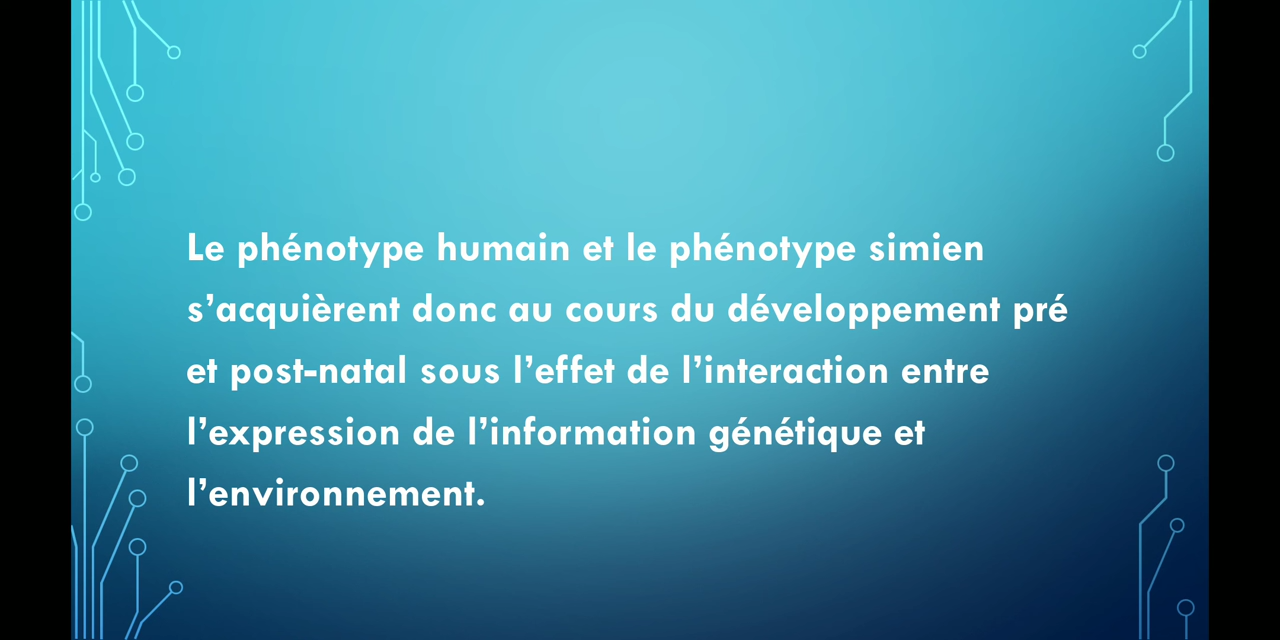 Le phénotype humain et le phénotype simien
s’acquièrent donc au cours du développement pré
et post-natal sous l’effet de l’interaction entre
l’expression de l’information génétique et
l’environnement.